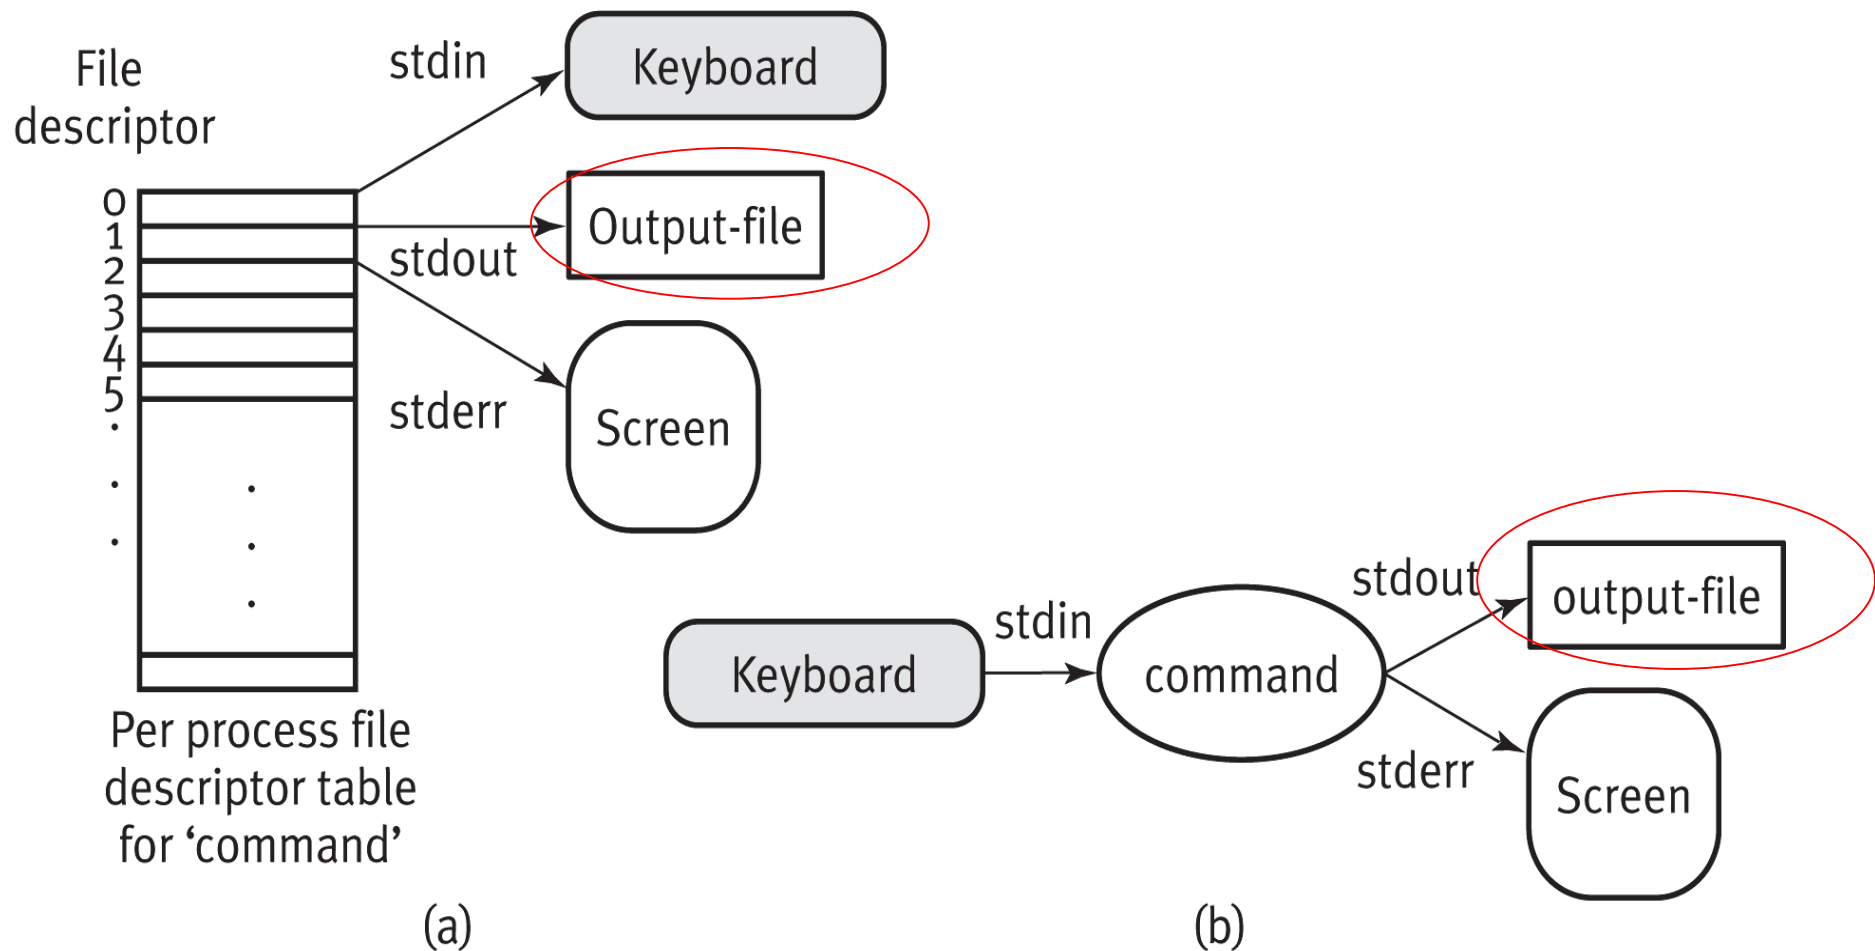 File
descriptor
stdin
Keyboard
0
1
2
3
4
5
stdout
Output-file
stderr
Screen
Per process file
descriptor table
for ‘command’
(a)
Keyboard
stdin
command
stdout
output-file
stderr
Screen
(b)